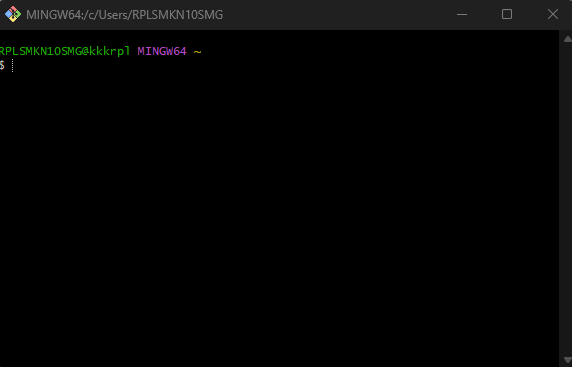 MINGW64:/c/Users/RPLSMKN10SMG
RPLSMKN10SMG@kkkrpl MINGW64 ~
$